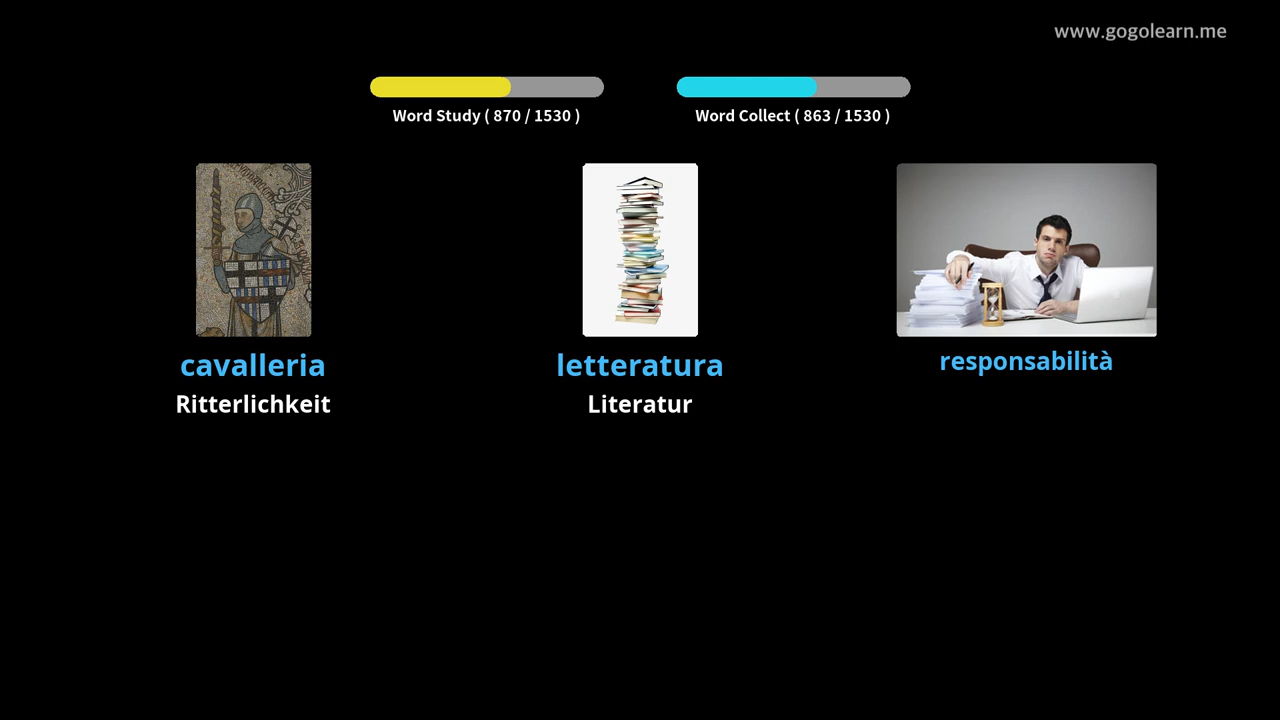 www.gogolearn.me
Word Study ( 870 / 1530 )
Word Collect ( 863 / 1530 )
cavalleria
letteratura
responsabilità
Ritterlichkeit
Literatur